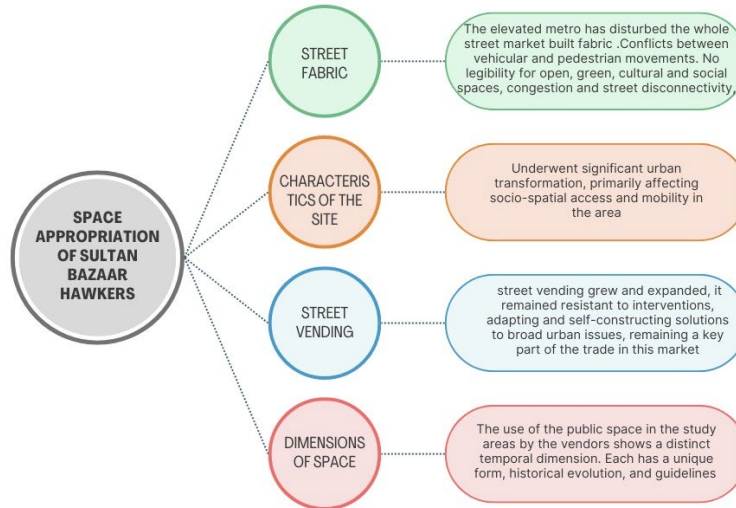 SPACE
APPROPRIATION
OF SULTAN
BAZAAR
HAWKERS
STREET
FABRIC
The elevated metro has disturbed the whole
street market built fabric .Conflicts between
vehicular and pedestrian movements. No
legibility for open, green, cultural and social
spaces, congestion and street disconnectivity,
CHARACTERIS
TICS OF THE
SITE
Underwent significant urban
transformation, primarily affecting
socio-spatial access and mobility in
the area
STREET
VENDING
street vending grew and expanded, it
remained resistant to interventions,
adapting and self-constructing solutions
to broad urban issues, remaining a key
part of the trade in this market
DIMENSIONS
OF SPACE
The use of the public space in the study
areas by the vendors shows a distinct
temporal dimension. Each has a unique
form, historical evolution, and guidelines